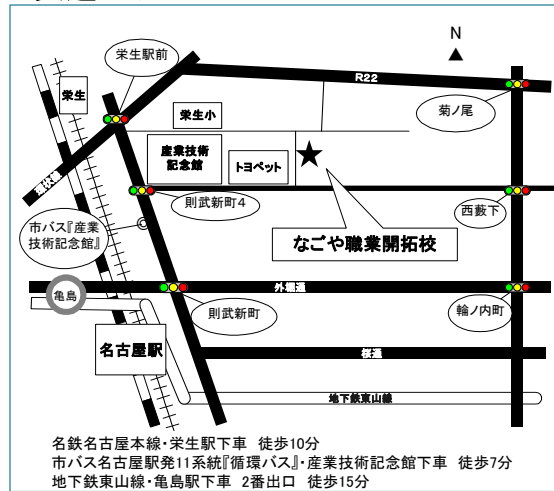 N
栄生駅前
R22
栄生
栄生小
菊ノ尾
産業技術
記念館
トヨペット
環状線
則武新町4
西藪下
市バス『産業
技術記念館』
なごや職業開拓校
外堀通
亀島
則武新町
輪ノ内町
名古屋駅
桜通
地下鉄東山線
名鉄名古屋本線・栄生駅下車 徒歩10分
市バス名古屋駅発11系統『循環バス』・産業技術記念館下車 徒歩7分
地下鉄東山線・亀島駅下車 2番出口 徒歩15分